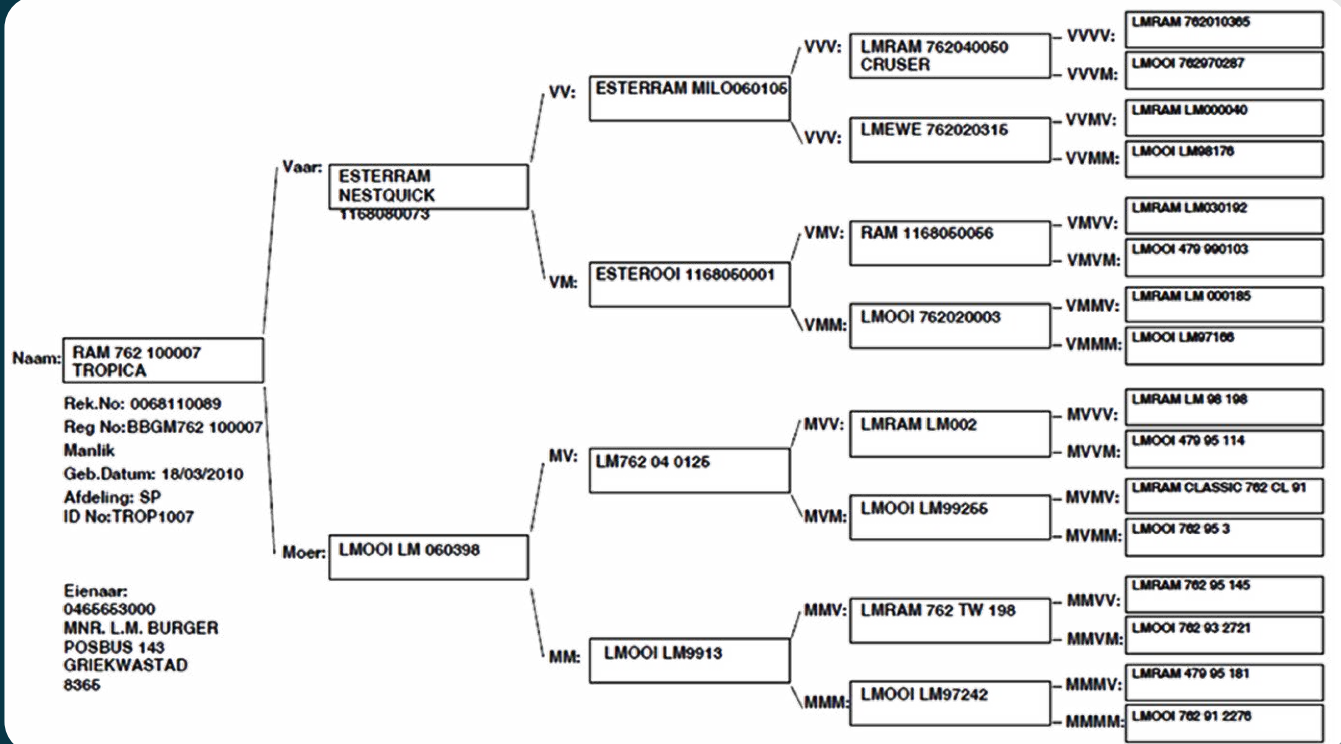 Naam:
RAM 762 100007
TROPICA
Rek.No: 0068110089
Reg No:BBGM762 100007
Manlik
Geb.Datum: 18/03/2010
Afdeling: SP
ID No:TROP1007
Eienaar:
0465653000
MNR. L.M. BURGER
POSBUS 143
GRIEKWASTAD
8365
Vaar:
ESTERRAM
NESTQUICK
1168080073
Moer:
LMOOI LM 060398
VV:
ESTERRAM MILO060105
VM:
ESTEROOI 1168050001
MV:
LM762 04 0125
MM:
LMOOI LM9913
VVV:
LMRAM 762040050
CRUSER
VVV:
LMEWE 762020315
VMV:
RAM 1168050056
VMM:
LMOOI 762020003
MVV:
LMRAM LM002
MVM:
LMOOI LM99255
MMV:
LMRAM 762 TW 198
MMM:
LMOOI LM97242
VVVV:
LMRAM 762010365
VVVM:
LMOOI 762970287
VVMV:
LMRAM LM000040
VVMM:
LMOOI LM98176
VMVV:
LMRAM LM030192
VMVM:
LMOOI 479 990103
VMMV:
LMRAM LM 000185
VMMM:
LMOOI LM97166
MVVV:
LMRAM LM 98 198
MVVM:
LMOOI 479 95 114
MVMV:
LMRAM CLASSIC 762 CL 91
MVMM:
LMOOI 762 95 3
MMVV:
LMRAM 762 95 145
MMVM:
LMOOI 762 93 2721
MMMV:
LMRAM 479 95 181
MMMM:
LMOOI 762 91 2276